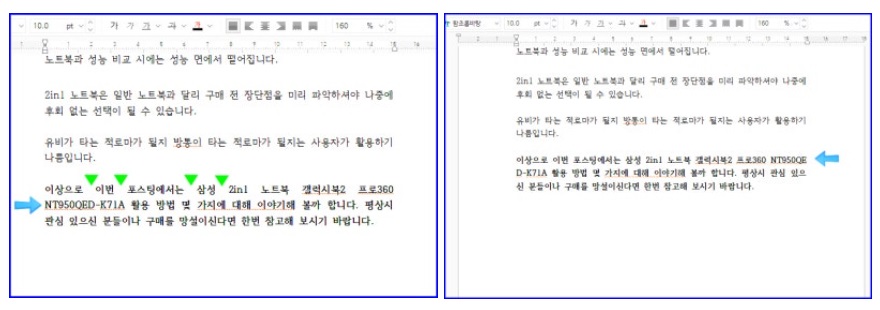 10.0 pt 가 가 가 가 가 160 %
노트북과 성능 비교 시에는 성능 면에서 떨어집니다.
2in1 노트북은 일반 노트북과 달리 구매 전 장단점을 미리 파악하셔야 나중에
후회 없는 선택이 될 수 있습니다.
유비가 타는 적로마가 될지 방통이 타는 적로마가 될지는 사용자가 활용하기
나름입니다.
이상으로 이번 포스팅에서는 삼성 2in1 노트북 갤럭시북2 프로360
NT950QED-K71A 활용 방법 몇 가지에 대해 이야기해 볼까 합니다. 평상시
관심 있으신 분들이나 구매를 망설이신다면 한번 참고해 보시기 바랍니다.
함초롬바탕 10.0 pt 가 가 가 가 가 160 %
노트북과 성능 비교 시에는 성능 면에서 떨어집니다.
2in1 노트북은 일반 노트북과 달리 구매 전 장단점을 미리 파악하셔야 나중에
후회 없는 선택이 될 수 있습니다.
유비가 타는 적로마가 될지 방통이 타는 적로마가 될지는 사용자가 활용하기
나름입니다.
이상으로 이번 포스팅에서는 삼성 2in1 노트북 갤럭시북2 프로360 NT950QE
D-K71A 활용 방법 몇 가지에 대해 이야기해 볼까 합니다. 평상시 관심 있으
신 분들이나 구매를 망설이신다면 한번 참고해 보시기 바랍니다.